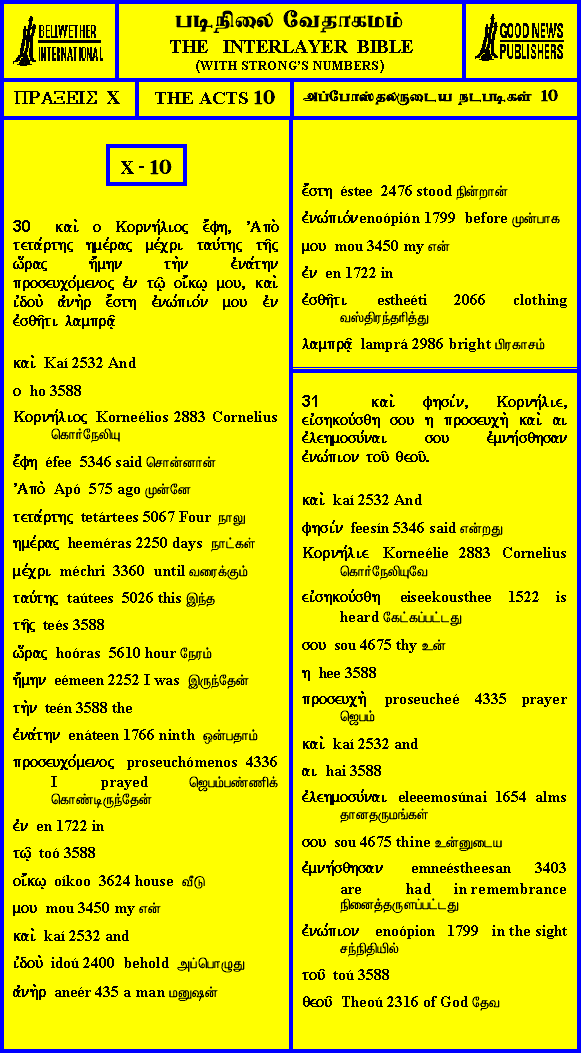 BELLWETHER
INTERNATIONAL
படிநிலை வேதாகமம்
THE INTERLAYER BIBLE
(WITH STRONG'S NUMBERS)
GOOD NEWS
PUBLISHERS
ΠΡΑΞΕΙΣ X
THE ACTS 10
அப்போஸ்தலருடைய நடபடிகள் 10
X - 10
30 καὶ ο Κορνήλιος ἔφη, Ἀπὸ
τετάρτης ημέρας μέχρι ταύτης τῆς
ὥρας ἤμην τὴν ἐνάτην
προσευχόμενος ἐν τῷ οἴκῳ μου, καὶ
ἰδοὺ ἀνὴρ ἔστη ἐνώπιόν μου ἐν
ἐσθῆτι λαμπρᾷ
καὶ Kaí 2532 And
ο ho 3588
Κορνήλιος Korneélios 2883 Cornelius
கொர்நேலியு
ἔφη éfee 5346 said சொன்னான்
Ἀπὸ Apó 575 ago முன்னே
τετάρτης tetártees 5067 Four நாலு
ημέρας heeméras 2250 days நாட்கள்
μέχρι méchri 3360 until வரைக்கும்
ταύτης taútees 5026 this இந்த
τῆς teés 3588
ὥρας hoóras 5610 hour நேரம்
ἤμην eémeen 2252 I was இருந்தேன்
τὴν teén 3588 the
ἐνάτην enáteen 1766 ninth ஒன்பதாம்
προσευχόμενος proseuchómenos 4336
I prayed ஜெபம்பண்ணிக்
கொண்டிருந்தேன்
ἐν en 1722 in
τῷ toó 3588
οἴκῳ oíkoo 3624 house வீடு
μου mou 3450 my என்
καὶ kaí 2532 and
ἰδοὺ idoú 2400 behold அப்பொழுது
ἀνὴρ aneér 435 a man மனுஷன்
ἔστη éstee 2476 stood நின்றான்
ἐνώπιόν enoópión 1799 before முன்பாக
μου mou 3450 my என்
ἐν en 1722 in
ἐσθῆτι estheéti 2066 clothing
வஸ்திரந்தரித்து
λαμπρᾷ lamprá 2986 bright பிரகாசம்
31 καὶ φησίν, Κορνήλιε,
εἰσηκούσθη σου η προσευχὴ καὶ αι
ἐλεημοσύναι σου ἐμνήσθησαν
ἐνώπιον τοῦ θεοῦ.
καὶ kaí 2532 And
φησίν feesín 5346 said என்றது
Κορνήλιε Korneélie 2883 Cornelius
கொர்நேலியுவே
εἰσηκούσθη eiseekousthee 1522 is
heard கேட்கப்பட்டது
σου sou 4675 thy உன்
η hee 3588
προσευχὴ proseucheé 4335 prayer
ஜெபம்
καὶ kaí 2532 and
αι hai 3588
ἐλεημοσύναι eleeemosúnai 1654 alms
தானதருமங்கள்
σου sou 4675 thine உன்னுடைய
ἐμνήσθησαν emneéstheesan 3403
are had in remembrance
நினைத்தருளப்பட்டது
ἐνώπιον enoópion 1799 in the sight
சந்நிதியில்
τοῦ toú 3588
θεοῦ Theoú 2316 of God தேவ